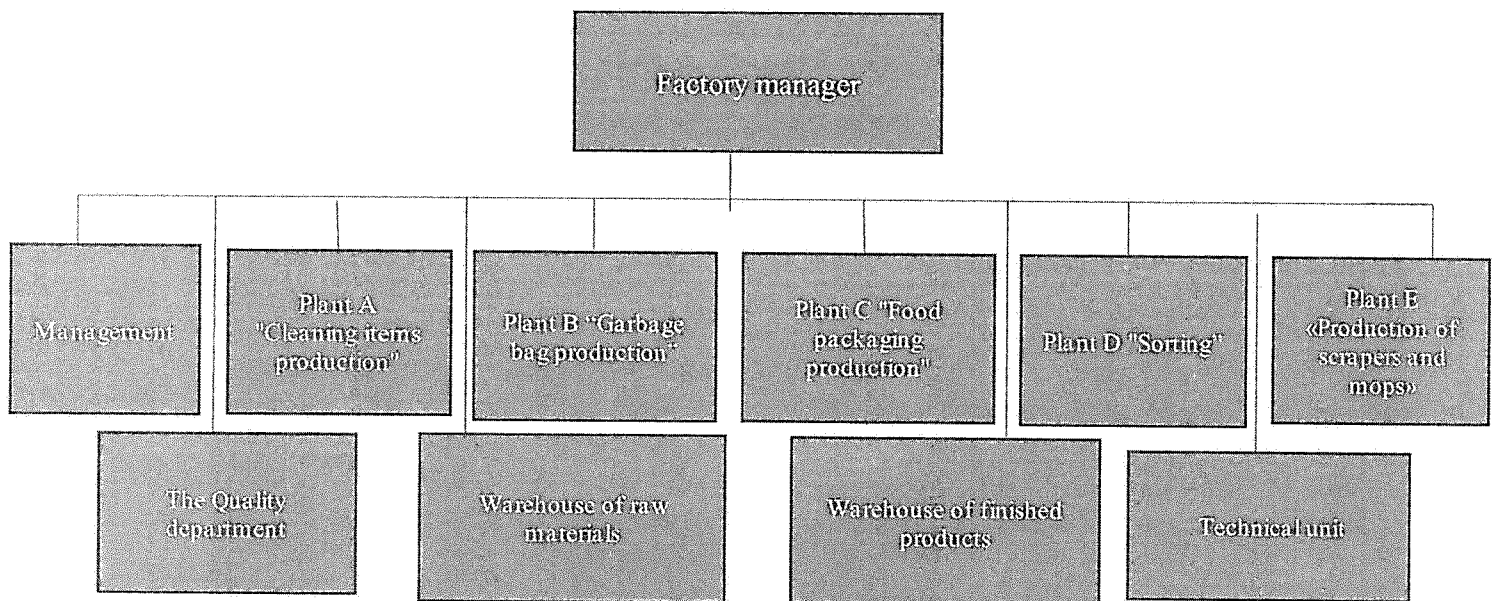 Factory manager
Management
Plant A
"Cleaning items
production"
Plant B “Garbage
bag production”
Plant C "Food
packaging
production"
Plant D "Sorting”
Plant E
«Production of
scrapers and
mops»
The Quality
department
Warehouse of raw
materials
Warehouse of finished
products
Technical unit